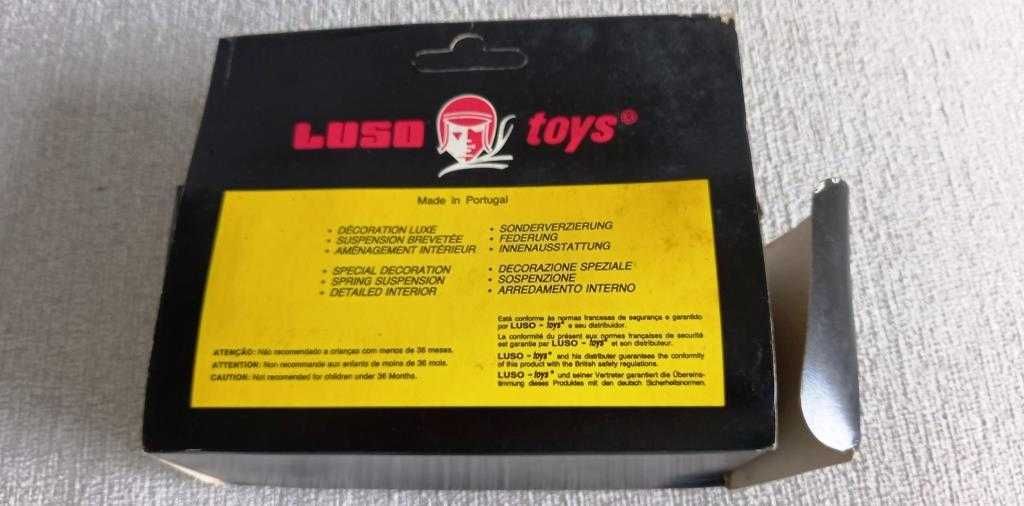 LUSO toys®
Made in Portugal
• DÉCORATION LUXE
• SUSPENSION BREVETÉE
• AMÉNAGEMENT INTÉRIEUR
• SPECIAL DECORATION
• SPRING SUSPENSION
• DETAILED INTERIOR
• SONDERVERZIERUNG
• FEDERUNG
• INNENAUSSTATTUNG
• DECORAZIONE SPEZIALE
• SOSPENZIONE
• ARREDAMENTO INTERNO
ATENÇÃO: Não recomendado a crianças com menos de 36 meses.
ATTENTION: Non recommande aux enfants de moins de 36 mois.
CAUTION: Not recomended for children under 36 Months.
Está conforme às normas francesas de segurança e garantido
por LUSO - toys® e seu distribuidor.
La conformité du présent aux normes françaises de securité
est garantie par LUSO - toys® et son distributeur.
LUSO - toys® and his distributer guarantees the conformity
of this product with the British safety regulations.
LUSO - toys® und seiner Vertreter garantiert die Übereins-
timmung dieses Produktes mit den deutsch Sicherheitsnormen.